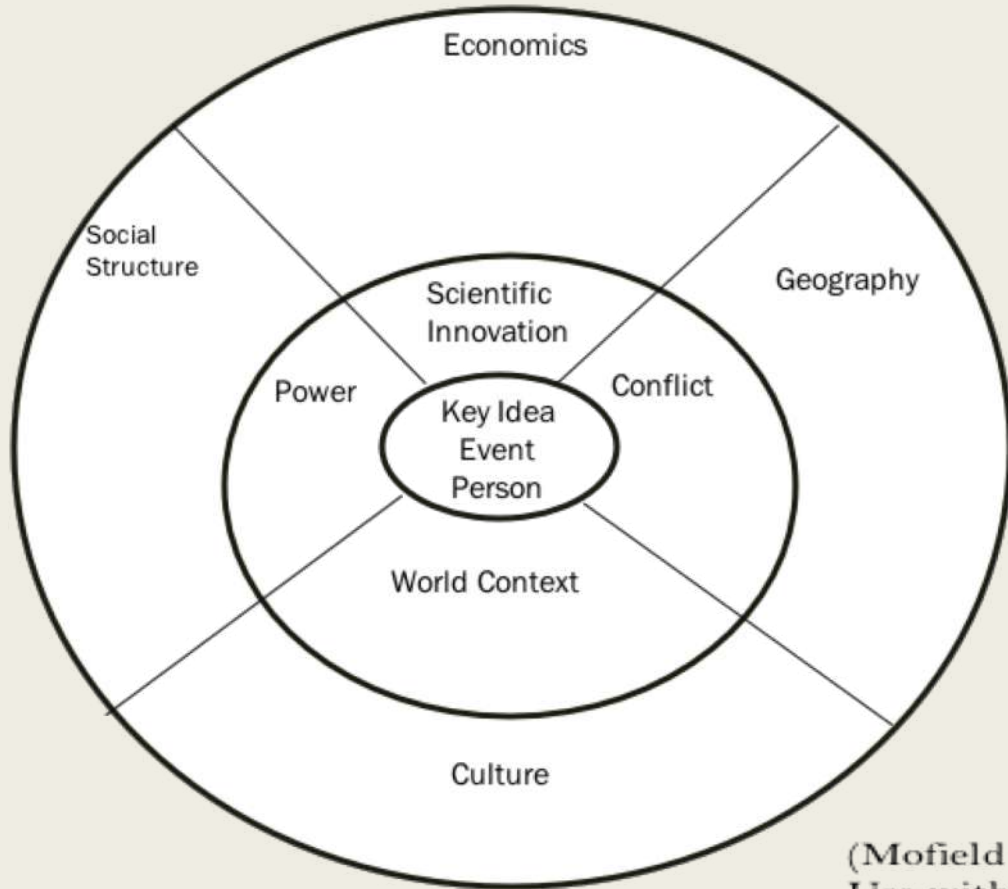 Economics
Social
Structure
Geography
Scientific
Innovation
Power
Conflict
Key Idea
Event
Person
World Context
Culture
(Mofield